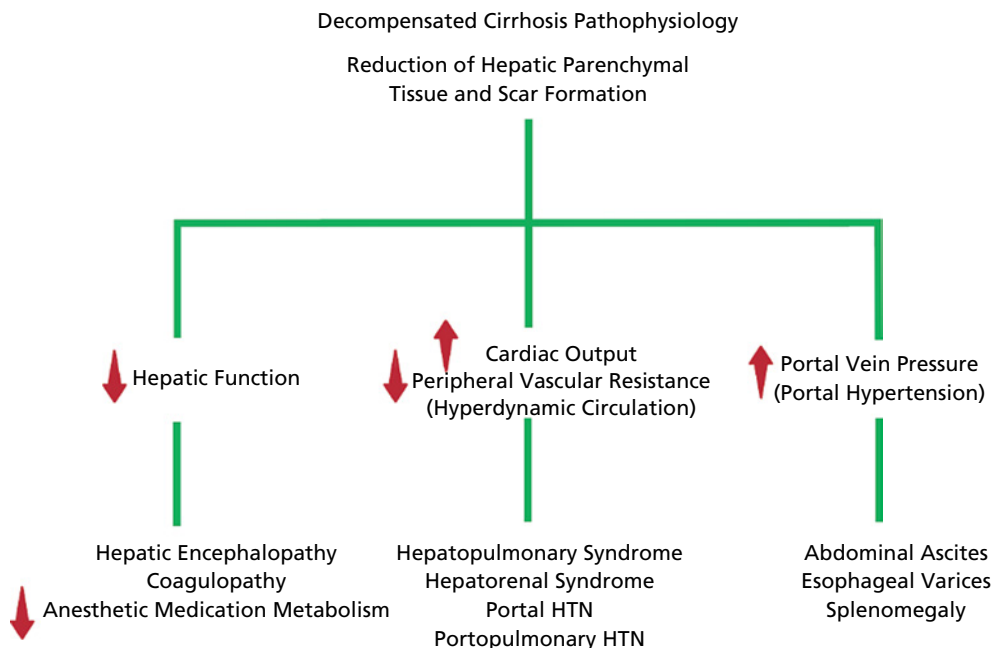 Decompensated Cirrhosis Pathophysiology
Reduction of Hepatic Parenchymal
Tissue and Scar Formation
Hepatic Function
Cardiac Output
Peripheral Vascular Resistance
(Hyperdynamic Circulation)
Portal Vein Pressure
(Portal Hypertension)
Hepatic Encephalopathy
Coagulopathy
Anesthetic Medication Metabolism
Hepatopulmonary Syndrome
Hepatorenal Syndrome
Portal HTN
Portopulmonary HTN
Abdominal Ascites
Esophageal Varices
Splenomegaly